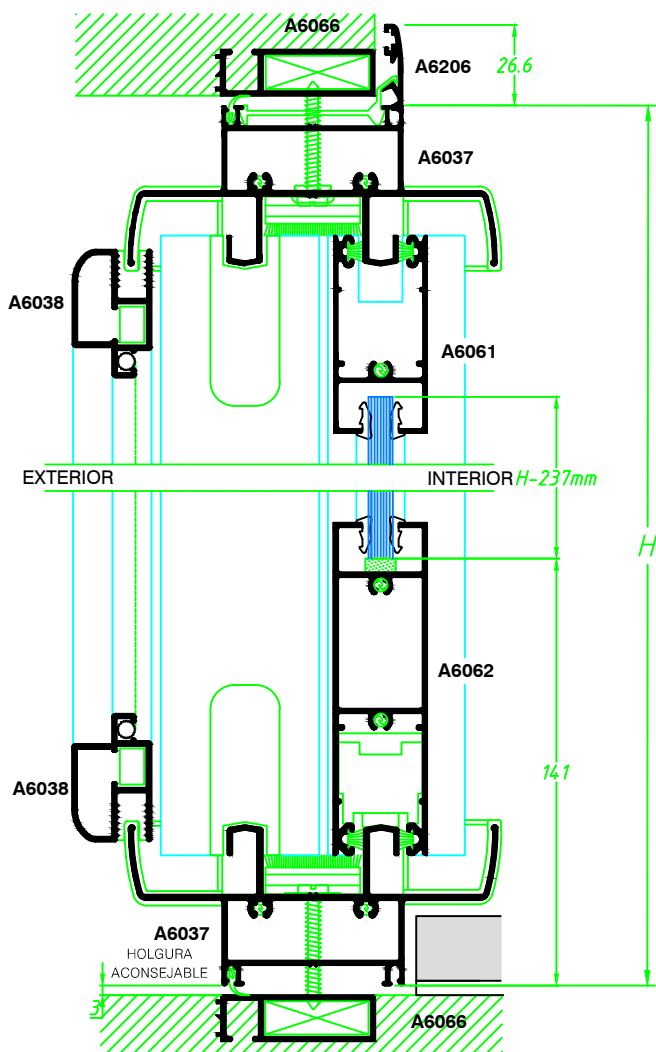 A6066
A6206
26.6
A6037
A6038
A6061
EXTERIOR
INTERIOR
H-237mm
H
A6062
141
A6038
A6037
HOLGURA
ACONSEJABLE
3
A6066